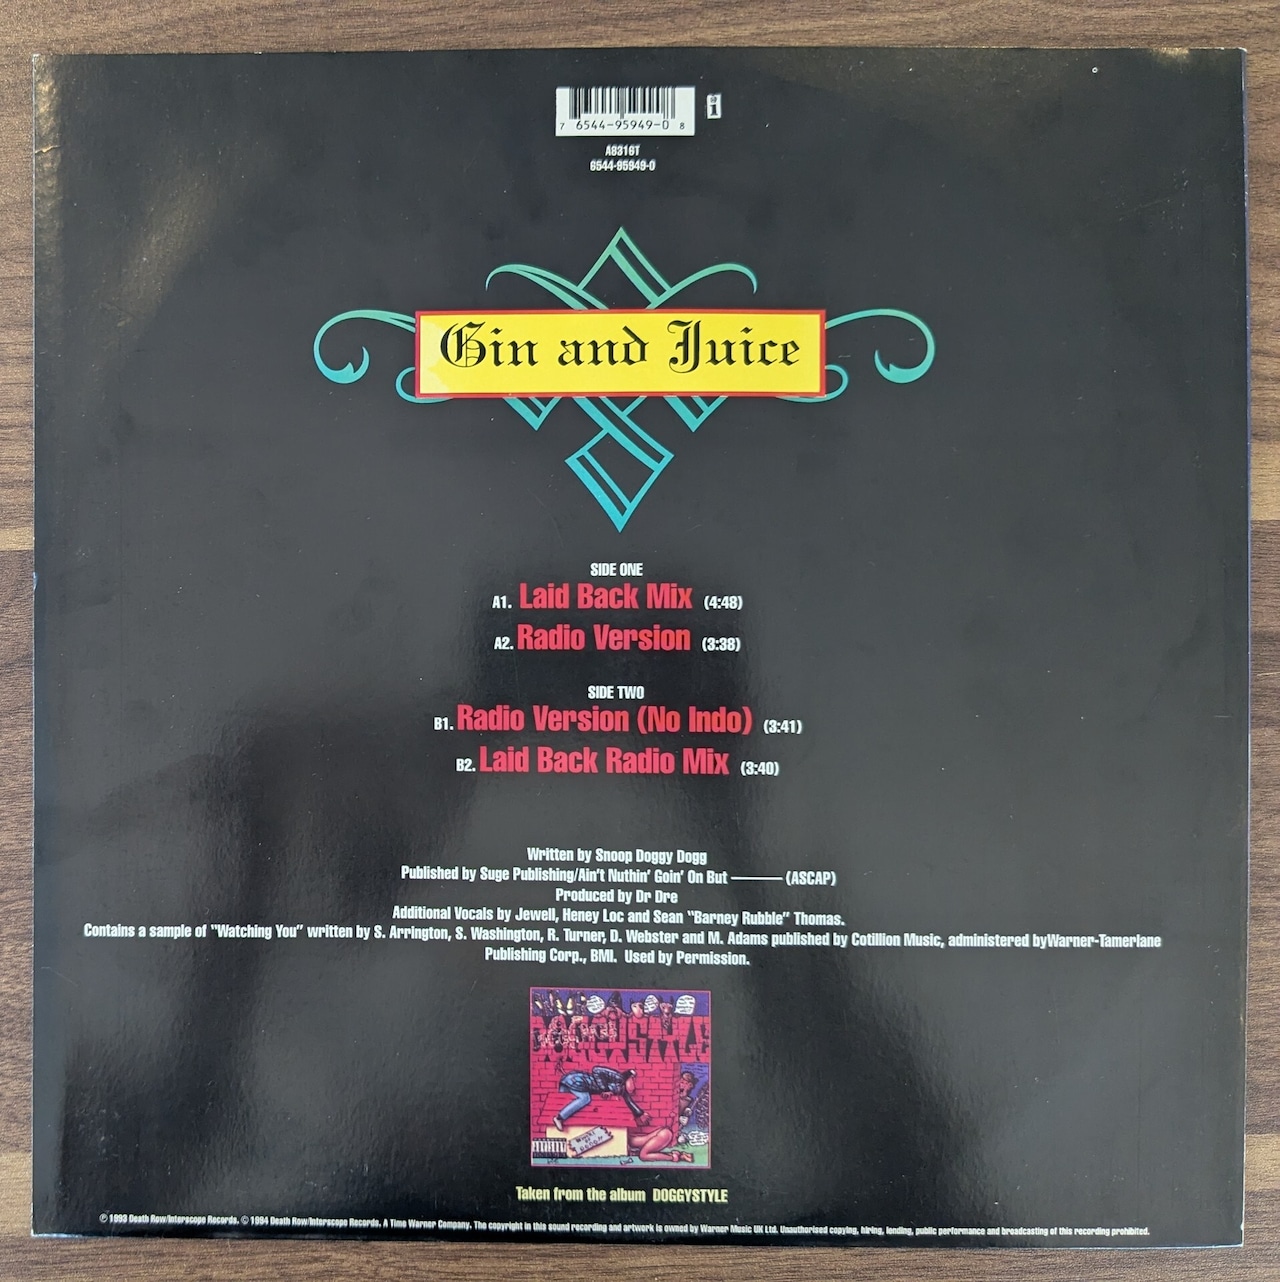 7 6544-95949-0 8
i
A8316T
6544-95949-0
Gin and Juice
SIDE ONE
A1. Laid Back Mix (4:48)
A2. Radio Version (3:38)
SIDE TWO
B1. Radio Version (No Indo) (3:41)
B2. Laid Back Radio Mix (3:40)
Written by Snoop Doggy Dogg
Published by Suge Publishing/Ain't Nuthin' Goin' On But ——— (ASCAP)
Produced by Dr Dre
Additional Vocals by Jewell, Heney Loc and Sean "Barney Rubble" Thomas.
Contains a sample of "Watching You" written by S. Arrington, S. Washington, R. Turner, D. Webster and M. Adams published by Cotillion Music, administered byWarner-Tamerlane
Publishing Corp., BMI. Used by Permission.
DOGGYSTYLE
Taken from the album DOGGYSTYLE
℗ 1993 Death Row/Interscope Records. © 1994 Death Row/Interscope Records. A Time Warner Company. The copyright in this sound recording and artwork is owned by Warner Music UK Ltd. Unauthorised copying, hiring, lending, public performance and broadcasting of this recording prohibited.